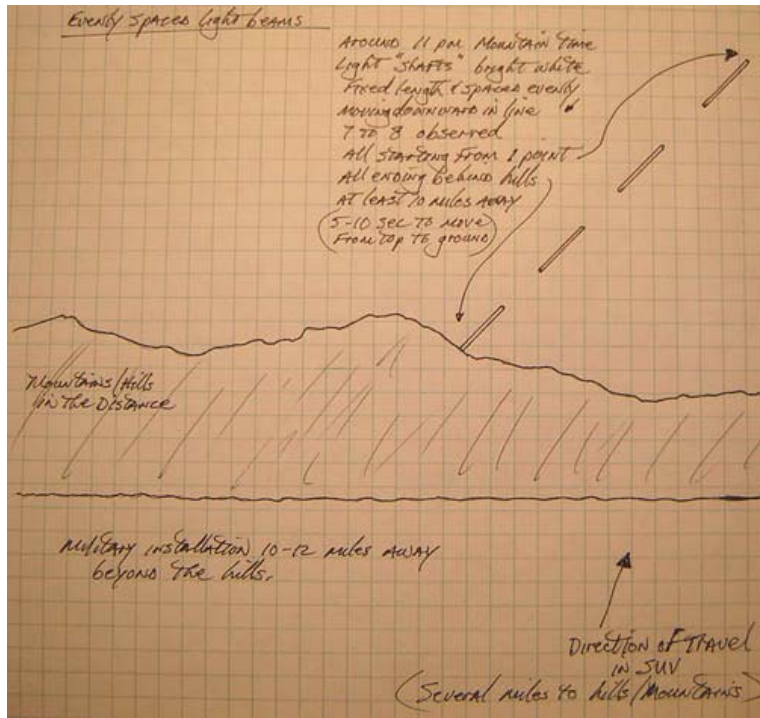 Evenly spaced light beams
Around 11 pm Mountain Time
Light "shafts" bright white
Fixed length & spaced evenly
Moving downward in line
7 to 8 observed
All starting from 1 point
All ending behind hills
At least 10 miles away
(5-10 sec to move
From top to ground)
Mountains/Hills
in the Distance
Military installation 10-12 miles away
beyond the hills.
Direction of Travel
in SUV
(Several miles to hills/Mountains)